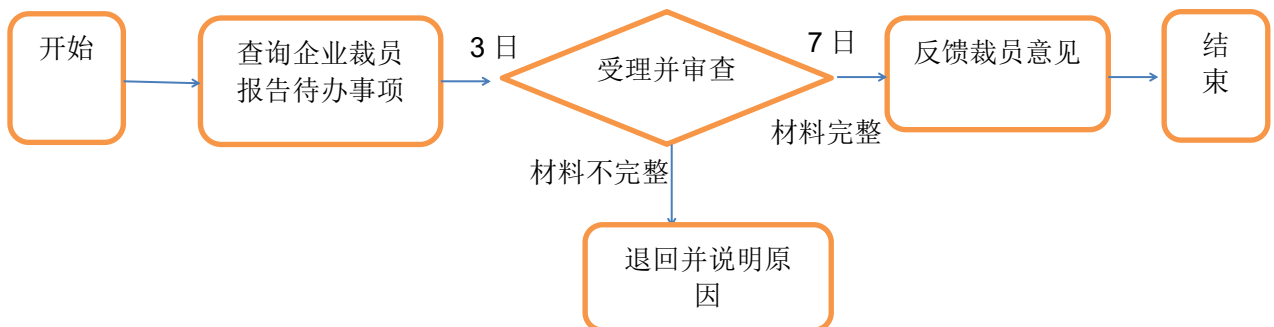 开始
查询企业裁员
报告待办事项
3 日
受理并审查
7 日
反馈裁员意见
结
束
材料完整
材料不完整
退回并说明原
因